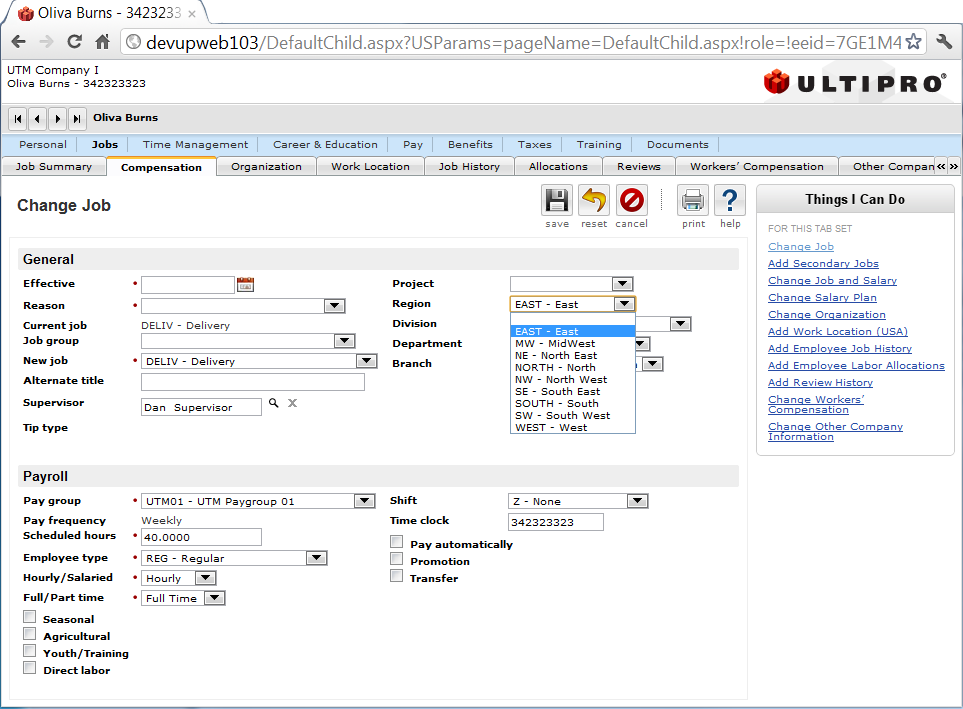 Oliva Burns - 3423233
devupweb103/DefaultChild.aspx?USParams=pageName=DefaultChild.aspx!role=!eeid=7GE1M4
UTM Company I
Oliva Burns - 342323323
ULTIPRO®
Oliva Burns
Personal Jobs Time Management Career & Education Pay Benefits Taxes Training Documents
Job Summary Compensation Organization Work Location Job History Allocations Reviews Workers' Compensation Other Compan
Change Job
save reset cancel print help
General
Effective
Reason
Current job DELIV - Delivery
Job group
New job DELIV - Delivery
Alternate title
Supervisor Dan Supervisor
Tip type
Project
Region EAST - East
Division
Department
Branch
EAST - East
MW - MidWest
NE - North East
NORTH - North
NW - North West
SE - South East
SOUTH - South
SW - South West
WEST - West
Payroll
Pay group UTM01 - UTM Paygroup 01
Pay frequency Weekly
Scheduled hours 40.0000
Employee type REG - Regular
Hourly/Salaried Hourly
Full/Part time Full Time
Seasonal
Agricultural
Youth/Training
Direct labor
Shift Z - None
Time clock 342323323
Pay automatically
Promotion
Transfer
Things I Can Do
FOR THIS TAB SET
Change Job
Add Secondary Jobs
Change Job and Salary
Change Salary Plan
Change Organization
Add Work Location (USA)
Add Employee Job History
Add Employee Labor Allocations
Add Review History
Change Workers'
Compensation
Change Other Company
Information